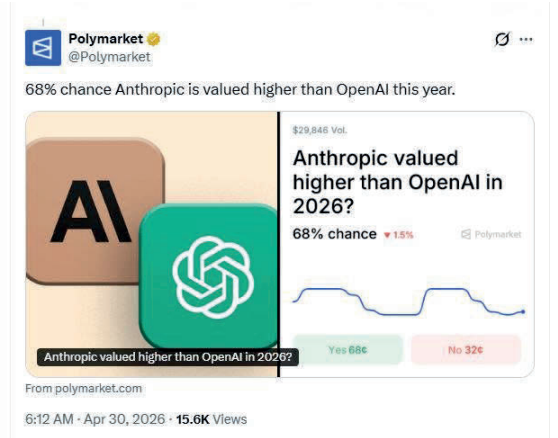 Polymarket
@Polymarket
68% chance Anthropic is valued higher than OpenAI this year.
AI
$29,846 Vol.
Anthropic valued
higher than OpenAI in
2026?
68% chance ▼ 1.5%
Polymarket
Yes 68¢
No 32¢
Anthropic valued higher than OpenAI in 2026?
From polymarket.com
6:12 AM · Apr 30, 2026 · 15.6K Views